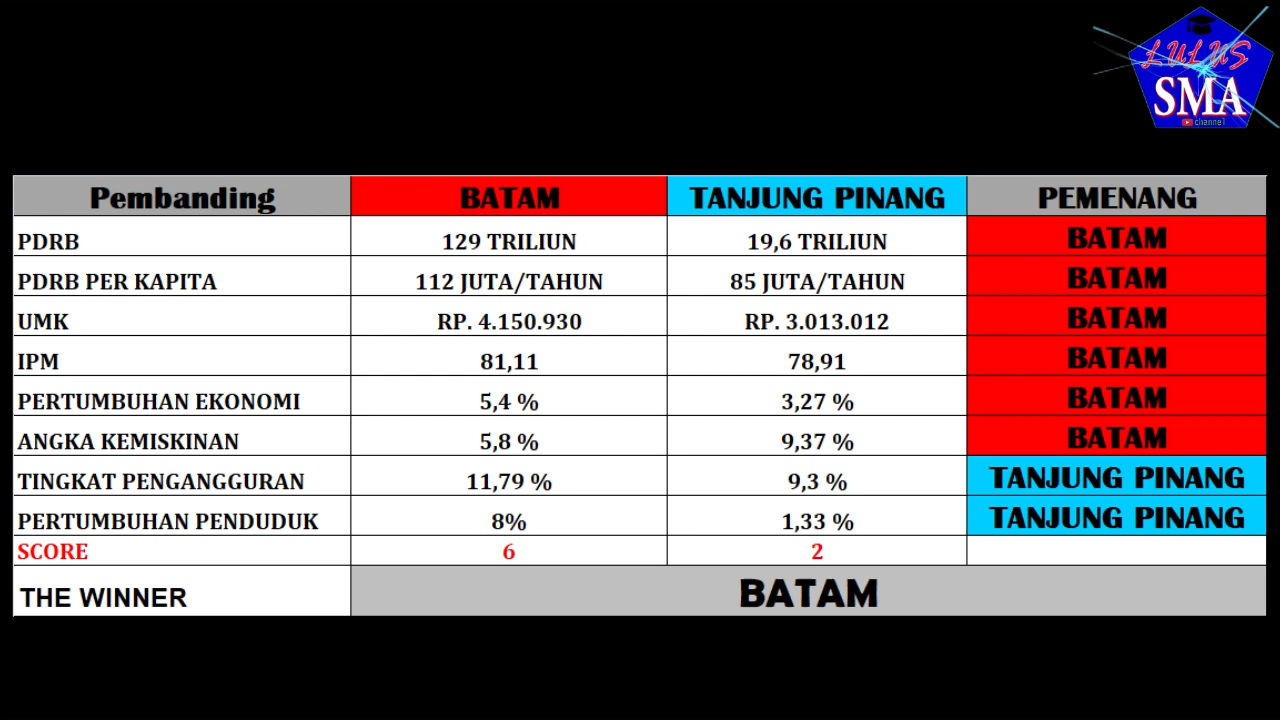 LULUS
SMA
channel
Pembanding BATAM TANJUNG PINANG PEMENANG
PDRB 129 TRILIUN 19,6 TRILIUN BATAM
PDRB PER KAPITA 112 JUTA/TAHUN 85 JUTA/TAHUN BATAM
UMK RP. 4.150.930 RP. 3.013.012 BATAM
IPM 81,11 78,91 BATAM
PERTUMBUHAN EKONOMI 5,4 % 3,27 % BATAM
ANGKA KEMISKINAN 5,8 % 9,37 % BATAM
TINGKAT PENGANGGURAN 11,79 % 9,3 % TANJUNG PINANG
PERTUMBUHAN PENDUDUK 8% 1,33 % TANJUNG PINANG
SCORE 6 2
THE WINNER BATAM